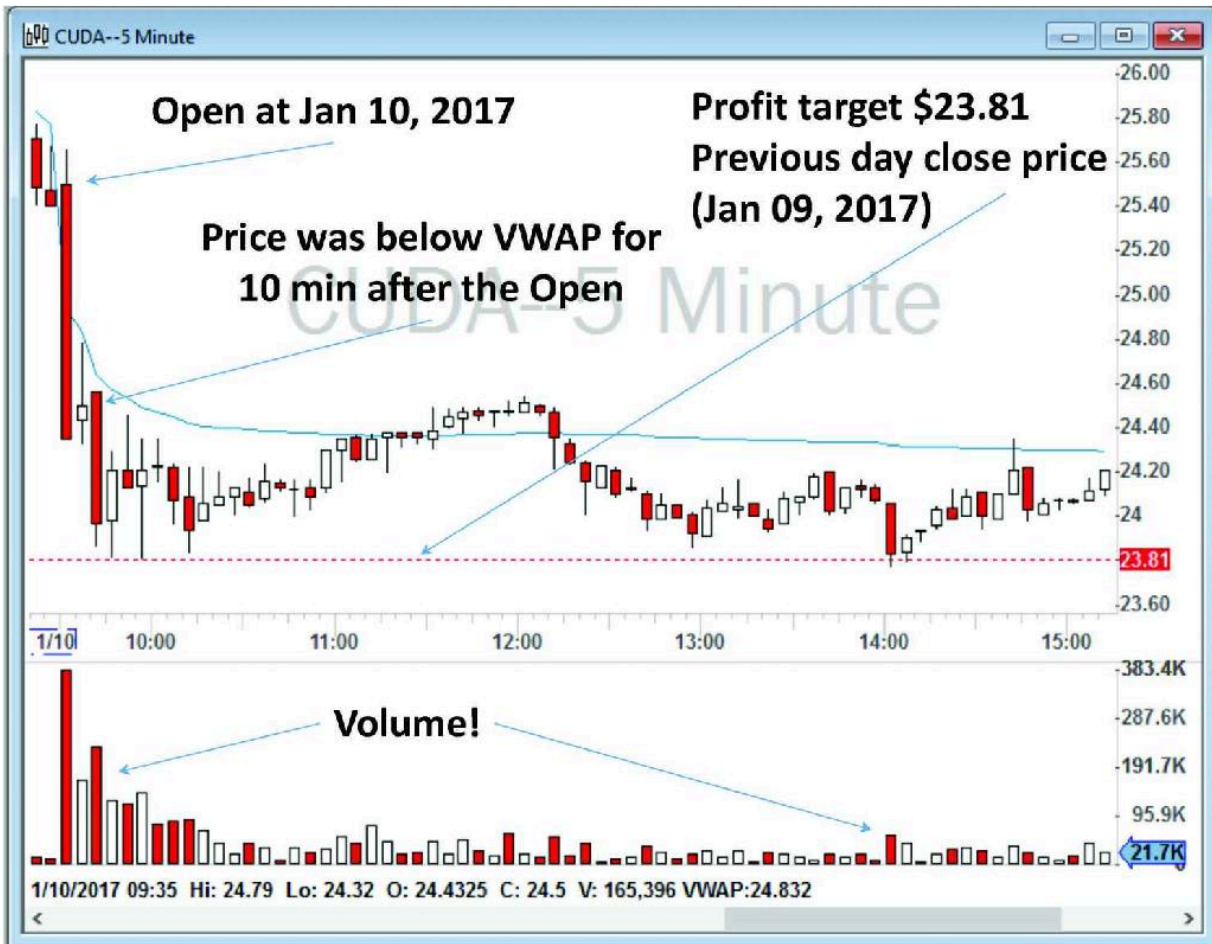 CUDA--5 Minute
Open at Jan 10, 2017
Profit target $23.81
Previous day close price
(Jan 09, 2017)
Price was below VWAP for
10 min after the Open
CUDA--5 Minute
26.00
25.80
25.60
25.40
25.20
25.00
24.80
24.60
24.40
24.20
24
23.81
23.60
1/10 10:00 11:00 12:00 13:00 14:00 15:00
Volume!
383.4K
287.6K
191.7K
95.9K
21.7K
1/10/2017 09:35 Hi: 24.79 Lo: 24.32 O: 24.4325 C: 24.5 V: 165,396 VWAP:24.832